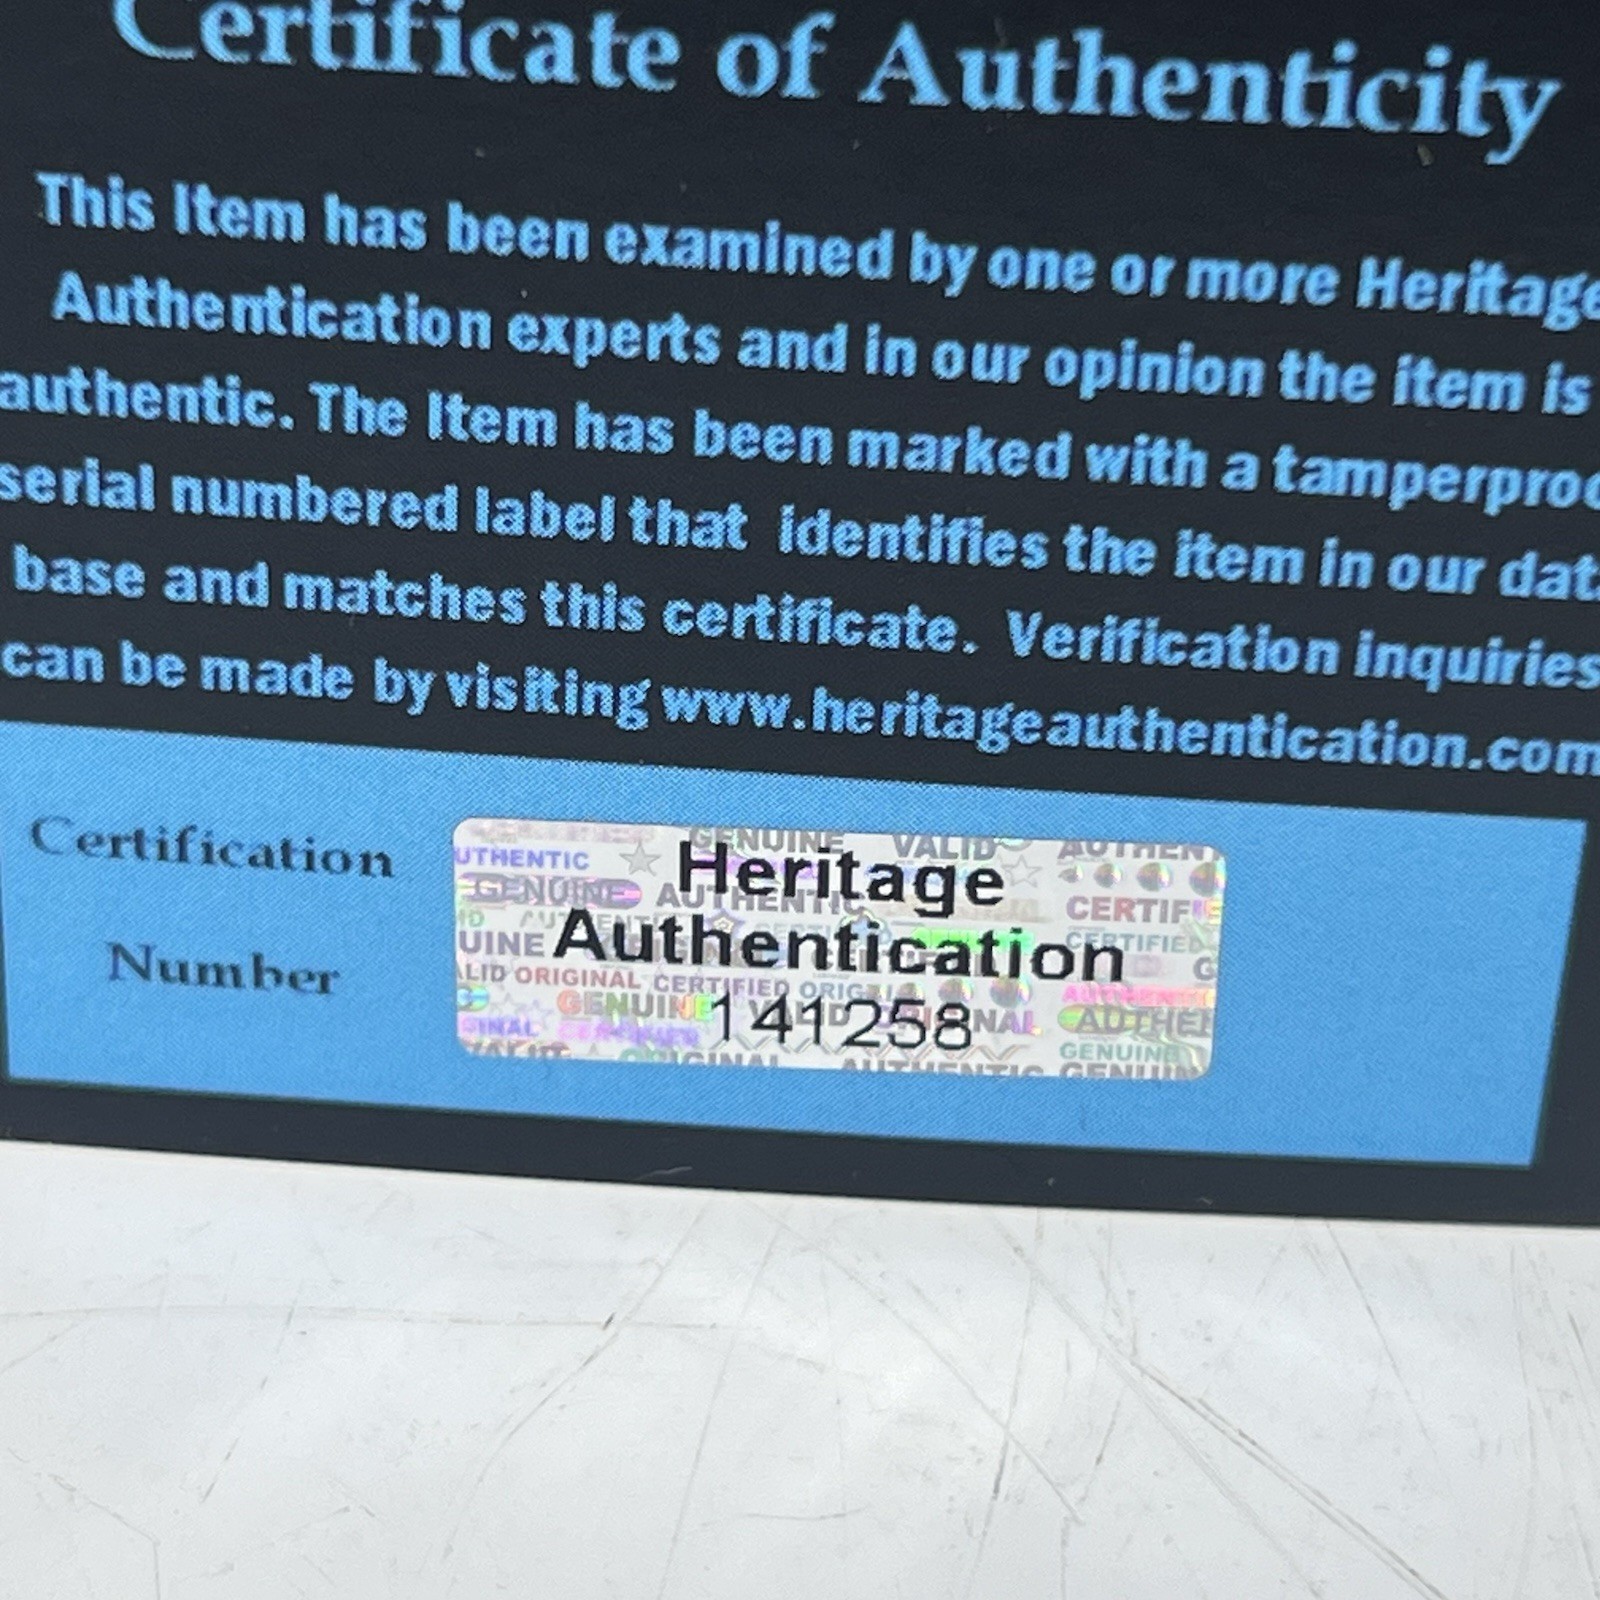 Certificate of Authenticity
This Item has been examined by one or more Heritage
Authentication experts and in our opinion the item is
authentic. The Item has been marked with a tamperproo
serial numbered label that identifies the item in our dat
base and matches this certificate. Verification inquiries
can be made by visiting www.heritageauthentication.com
Certification
Number
Heritage
Authentication
141258